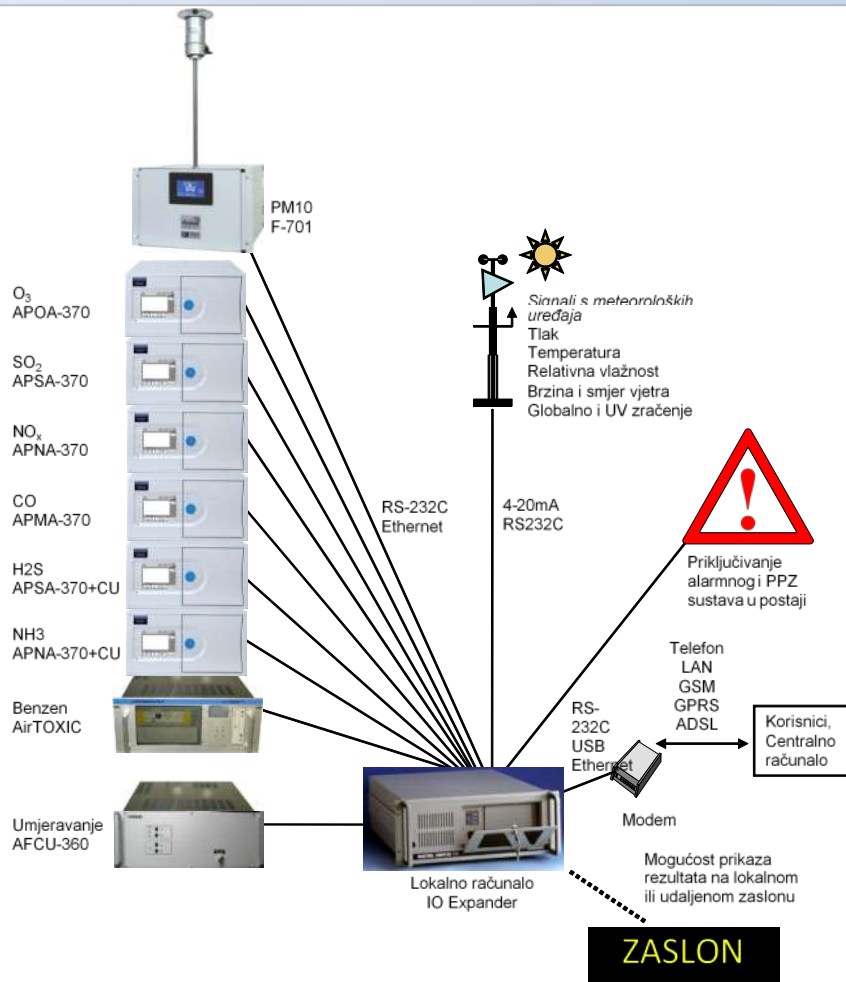 PM10
F-701
O3
APOA-370
SO2
APSA-370
NOx
APNA-370
CO
APMA-370
H2S
APSA-370+CU
NH3
APNA-370+CU
Benzen
AirTOXIC
Umjeravanje
AFCU-360
RS-232C
Ethernet
Signali s meteoroloških
uređaja
Tlak
Temperatura
Relativna vlažnost
Brzina i smjer vjetra
Globalno i UV zračenje
4-20mA
RS232C
Priključivanje
alarmnog i PPZ
sustava u postaji
Telefon
LAN
GSM
GPRS
ADSL
RS-
232C
USB
Ethernet
Korisnici,
Centralno
računalo
Modem
Lokalno računalo
IO Expander
Mogućost prikaza
rezultata na lokalnom
ili udaljenom zaslonu
ZASLON